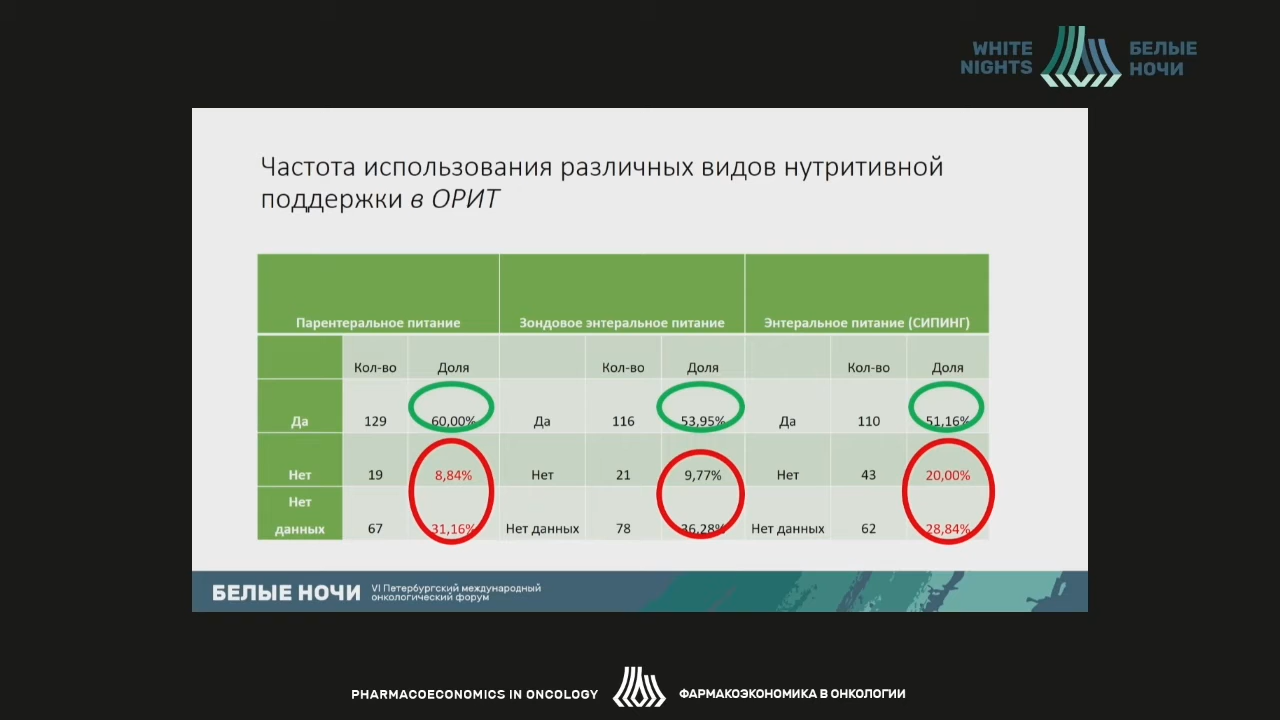 WHITE
NIGHTS
БЕЛЫЕ
НОЧИ
Частота использования различных видов нутритивной
поддержки в ОРИТ
Парентеральное питание Зондовое энтеральное питание Энтеральное питание (СИПИНГ)
Кол-во Доля Кол-во Доля Кол-во Доля
Да 129 60,00% Да 116 53,95% Да 110 51,16%
Нет 19 8,84% Нет 21 9,77% Нет 43 20,00%
Нет
данных 67 31,16% Нет данных 78 36,28% Нет данных 62 28,84%
БЕЛЫЕ НОЧИ
VI Петербургский международный
онкологический форум
PHARMACOECONOMICS IN ONCOLOGY ФАРМАКОЭКОНОМИКА В ОНКОЛОГИИ